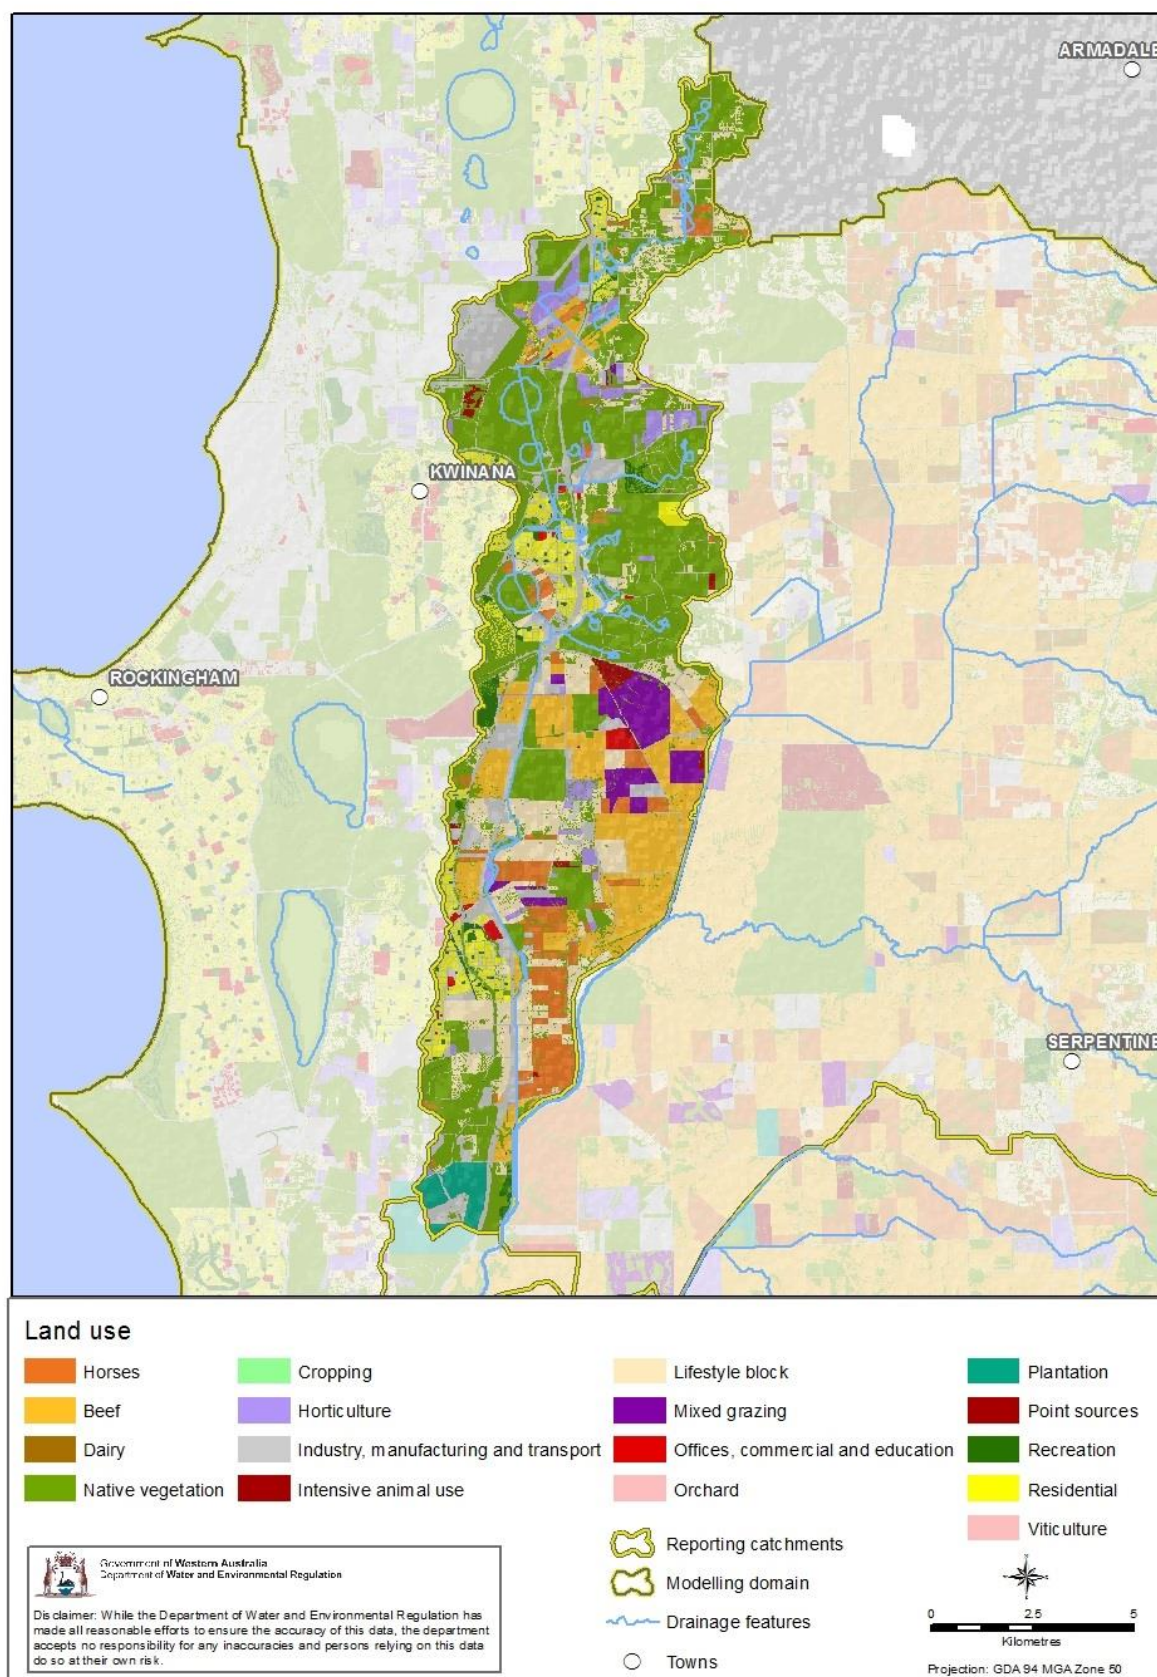 ARMADALE
KWINANA
ROCKINGHAM
SERPENTINE
Land use
Horses
Cropping
Lifestyle block
Plantation
Beef
Horticulture
Mixed grazing
Point sources
Dairy
Industry, manufacturing and transport
Offices, commercial and education
Recreation
Native vegetation
Intensive animal use
Orchard
Residential
Viticulture
Reporting catchments
Modelling domain
Drainage features
Towns
Government of Western Australia
Department of Water and Environmental Regulation
Disclaimer: While the Department of Water and Environmental Regulation has
made all reasonable efforts to ensure the accuracy of this data, the department
accepts no responsibility for any inaccuracies and persons relying on this data
do so at their own risk.
0 2.5 5
Kilometres
Projection: GDA 94 MGA Zone 50